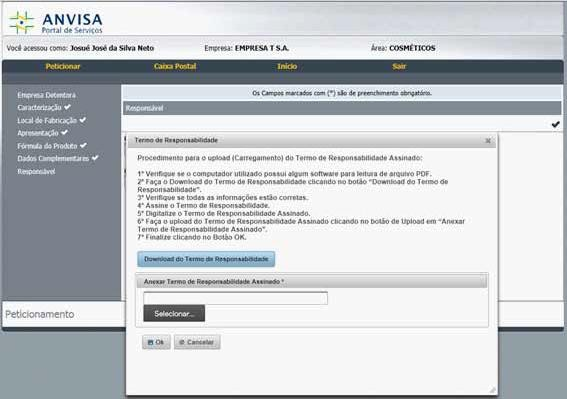 ANVISA
Portal de Serviços
Você acessou como: Josué José da Silva Neto Empresa: EMPRESA T S.A. Área: COSMÉTICOS
Peticionar Caixa Postal Início Sair
Os Campos marcados com (*) são de preenchimento obrigatório.
Empresa Detentora
Caracterização
Local de Fabricação
Apresentação
Fórmula do Produto
Dados Complementares
Responsável
Responsável
Termo de Responsabilidade
Procedimento para o upload (Carregamento) do Termo de Responsabilidade Assinado:
1º Verifique se o computador utilizado possui algum software para leitura de arquivo PDF.
2º Faça o Download do Termo de Responsabilidade clicando no botão "Download do Termo de
Responsabilidade".
3º Verifique se todas as informações estão corretas.
4º Assine o Termo de Responsabilidade.
5º Digitalize o Termo de Responsabilidade Assinado.
6º Faça o upload do Termo de Responsabilidade Assinado clicando no botão de Upload em "Anexar
Termo de Responsabilidade Assinado".
7º Finalize clicando no Botão OK.
Download do Termo de Responsabilidade
Anexar Termo de Responsabilidade Assinado *
Selecionar...
Ok Cancelar
Peticionamento